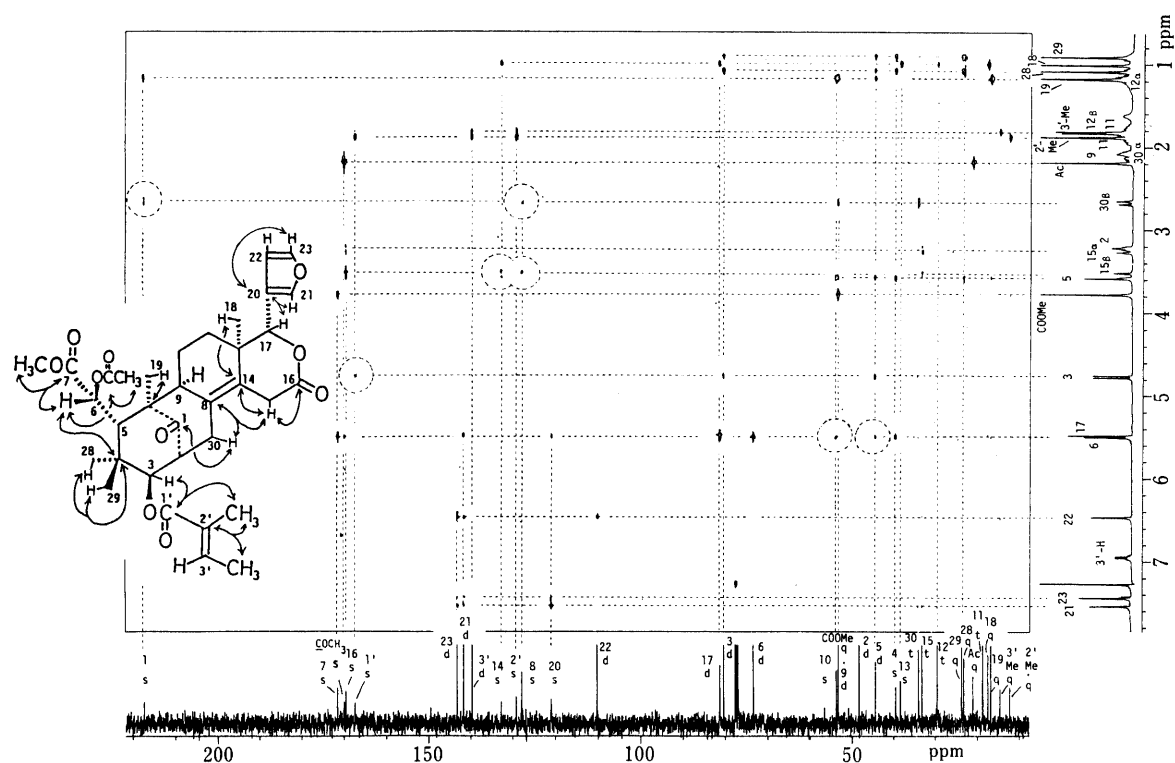 29
18
28
19
12α
3'-Me
12β
11
2'-Me
11
9
30α
Ac
30β
2
15α
15β
5
COOMe
3
17
6
22
3'-H
23
21
1 ppm
2
3
4
5
6
7
H H
23
22
O
20 21
H
18
H H
17
O
14 16
O
H
H₃CO C O
7
OCCH₃
O
19
H
H
6
H
9
8
1
O
5
30
H
28
3
H
H
29
1'
OC
O
2'
CH₃
H 3' CH₃
1
s
7
s
COCH₃
s
16
s
1'
s
23
d
21
d
3'
d
14
s
2'
s
8
s
20
s
22
d
17
d
3
d
6
d
10
s
COOMe
q
9
d
2
d
5
d
4
s
13
s
30
t
15
t
12
t
29
q
28
q
Ac
q
11
t
18
q
19
q
3'
Me
q
2'
Me
q
200 150 100 50 ppm